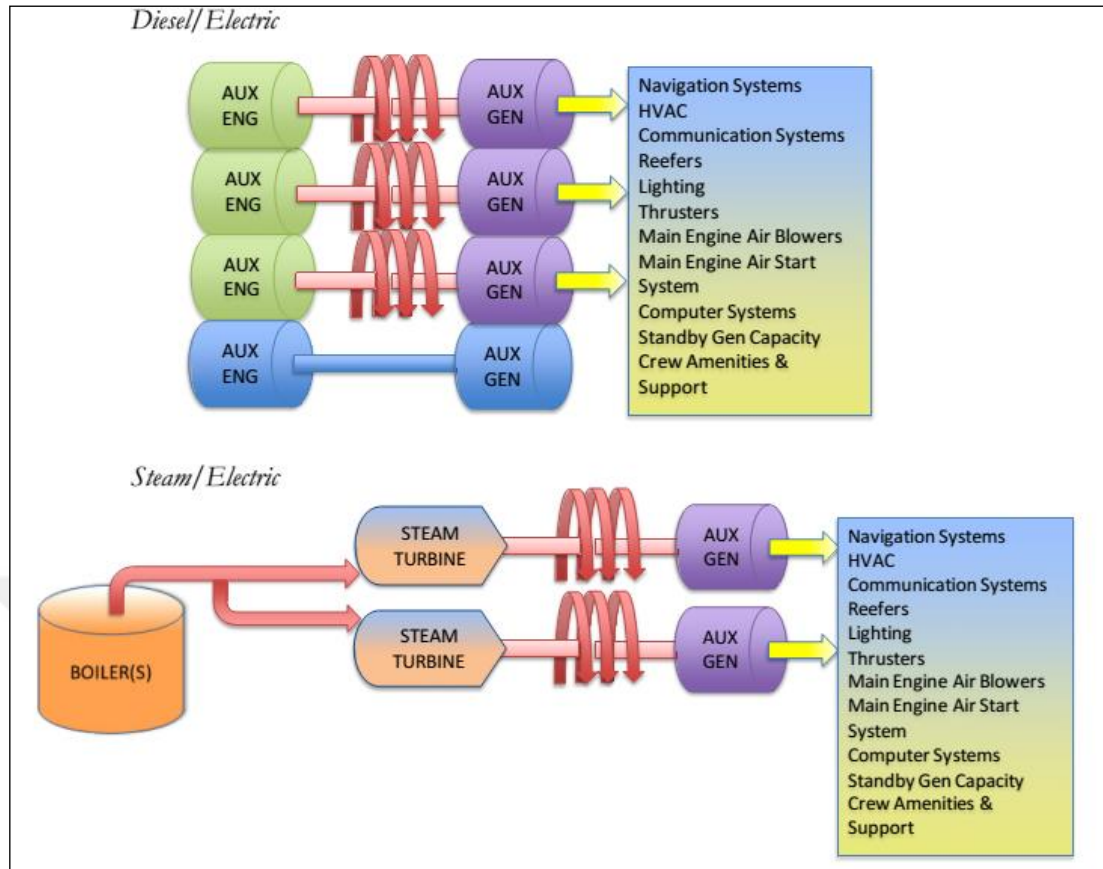 Diesel/Electric
AUX
ENG
AUX
GEN
AUX
ENG
AUX
GEN
AUX
ENG
AUX
GEN
AUX
ENG
AUX
GEN
Navigation Systems
HVAC
Communication Systems
Reefers
Lighting
Thrusters
Main Engine Air Blowers
Main Engine Air Start
System
Computer Systems
Standby Gen Capacity
Crew Amenities &
Support
Steam/Electric
BOILER(S)
STEAM
TURBINE
AUX
GEN
STEAM
TURBINE
AUX
GEN
Navigation Systems
HVAC
Communication Systems
Reefers
Lighting
Thrusters
Main Engine Air Blowers
Main Engine Air Start
System
Computer Systems
Standby Gen Capacity
Crew Amenities &
Support